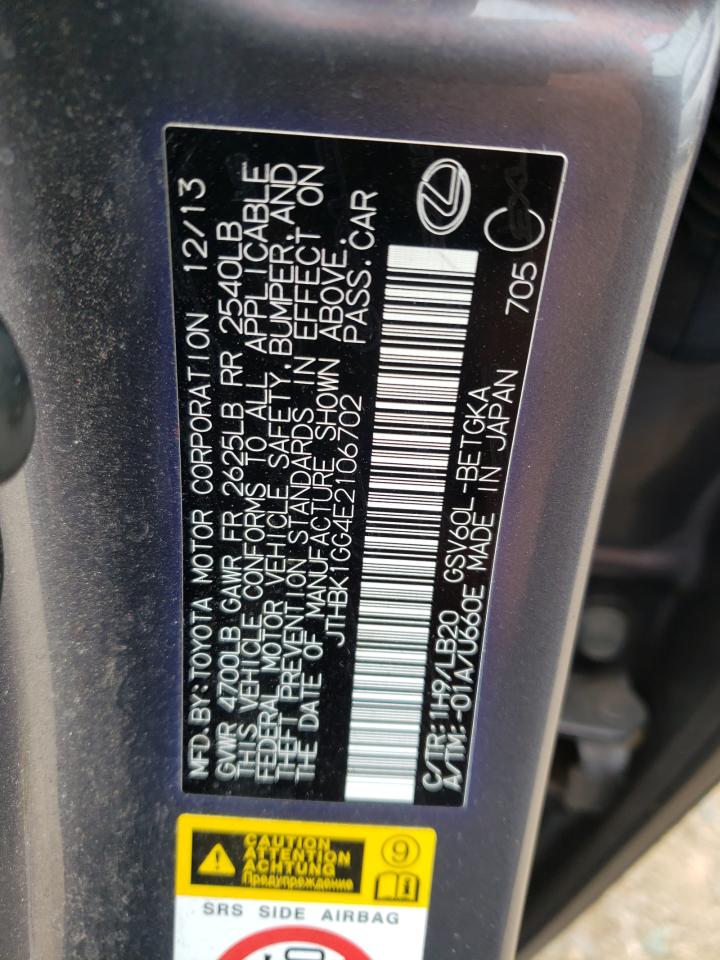 MFD. BY: TOYOTA MOTOR CORPORATION 12/13
GVWR 4700LB GAWR FR 2625LB RR 2540LB
THIS VEHICLE CONFORMS TO ALL APPLICABLE
FEDERAL MOTOR VEHICLE SAFETY, BUMPER, AND
THEFT PREVENTION STANDARDS IN EFFECT ON
THE DATE OF MANUFACTURE SHOWN ABOVE.
JTHBK1GG4E2106702 PASS. CAR
C/TR: 1H9/LB20 GSV60L-BETGKA
A/TM:-01A/U660E MADE IN JAPAN 705
CAUTION
ATTENTION
ACHTUNG
Предупреждение
9
SRS SIDE AIRBAG